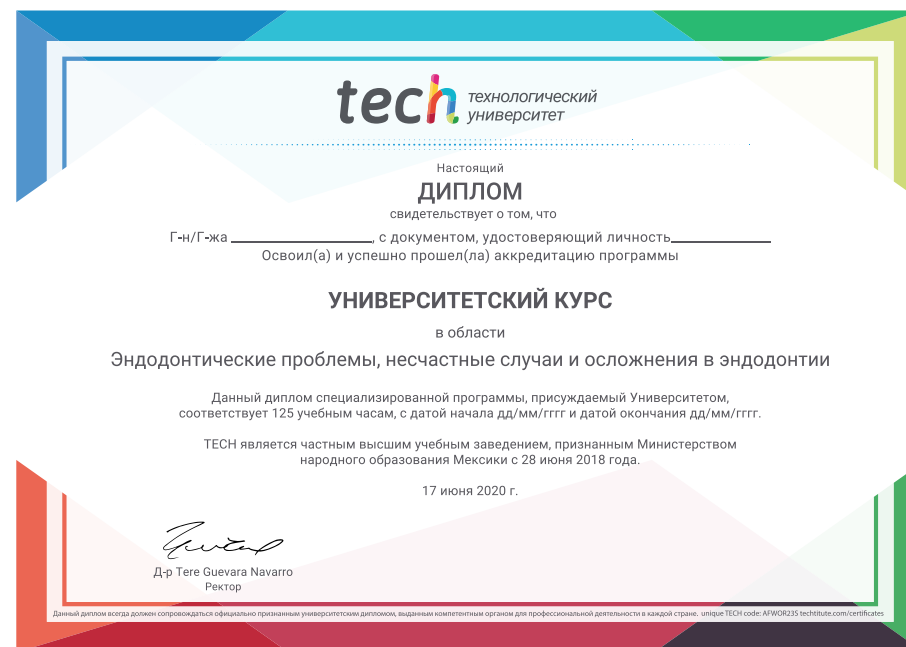 tech технологический
университет
Настоящий
ДИПЛОМ
свидетельствует о том, что
Г-н/Г-жа ____________________, с документом, удостоверяющий личность______________
Освоил(а) и успешно прошел(ла) аккредитацию программы
УНИВЕРСИТЕТСКИЙ КУРС
в области
Эндодонтические проблемы, несчастные случаи и осложнения в эндодонтии
Данный диплом специализированной программы, присуждаемый Университетом,
соответствует 125 учебным часам, с датой начала дд/мм/гггг и датой окончания дд/мм/гггг.
TECH является частным высшим учебным заведением, признанным Министерством
народного образования Мексики с 28 июня 2018 года.
17 июня 2020 г.
Д-р Tere Guevara Navarro
Ректор
Данный диплом всегда должен сопровождаться официально признанным университетским дипломом, выданным компетентным органом для профессиональной деятельности в каждой стране. unique TECH code: AFWOR23S techtitute.com/certificates